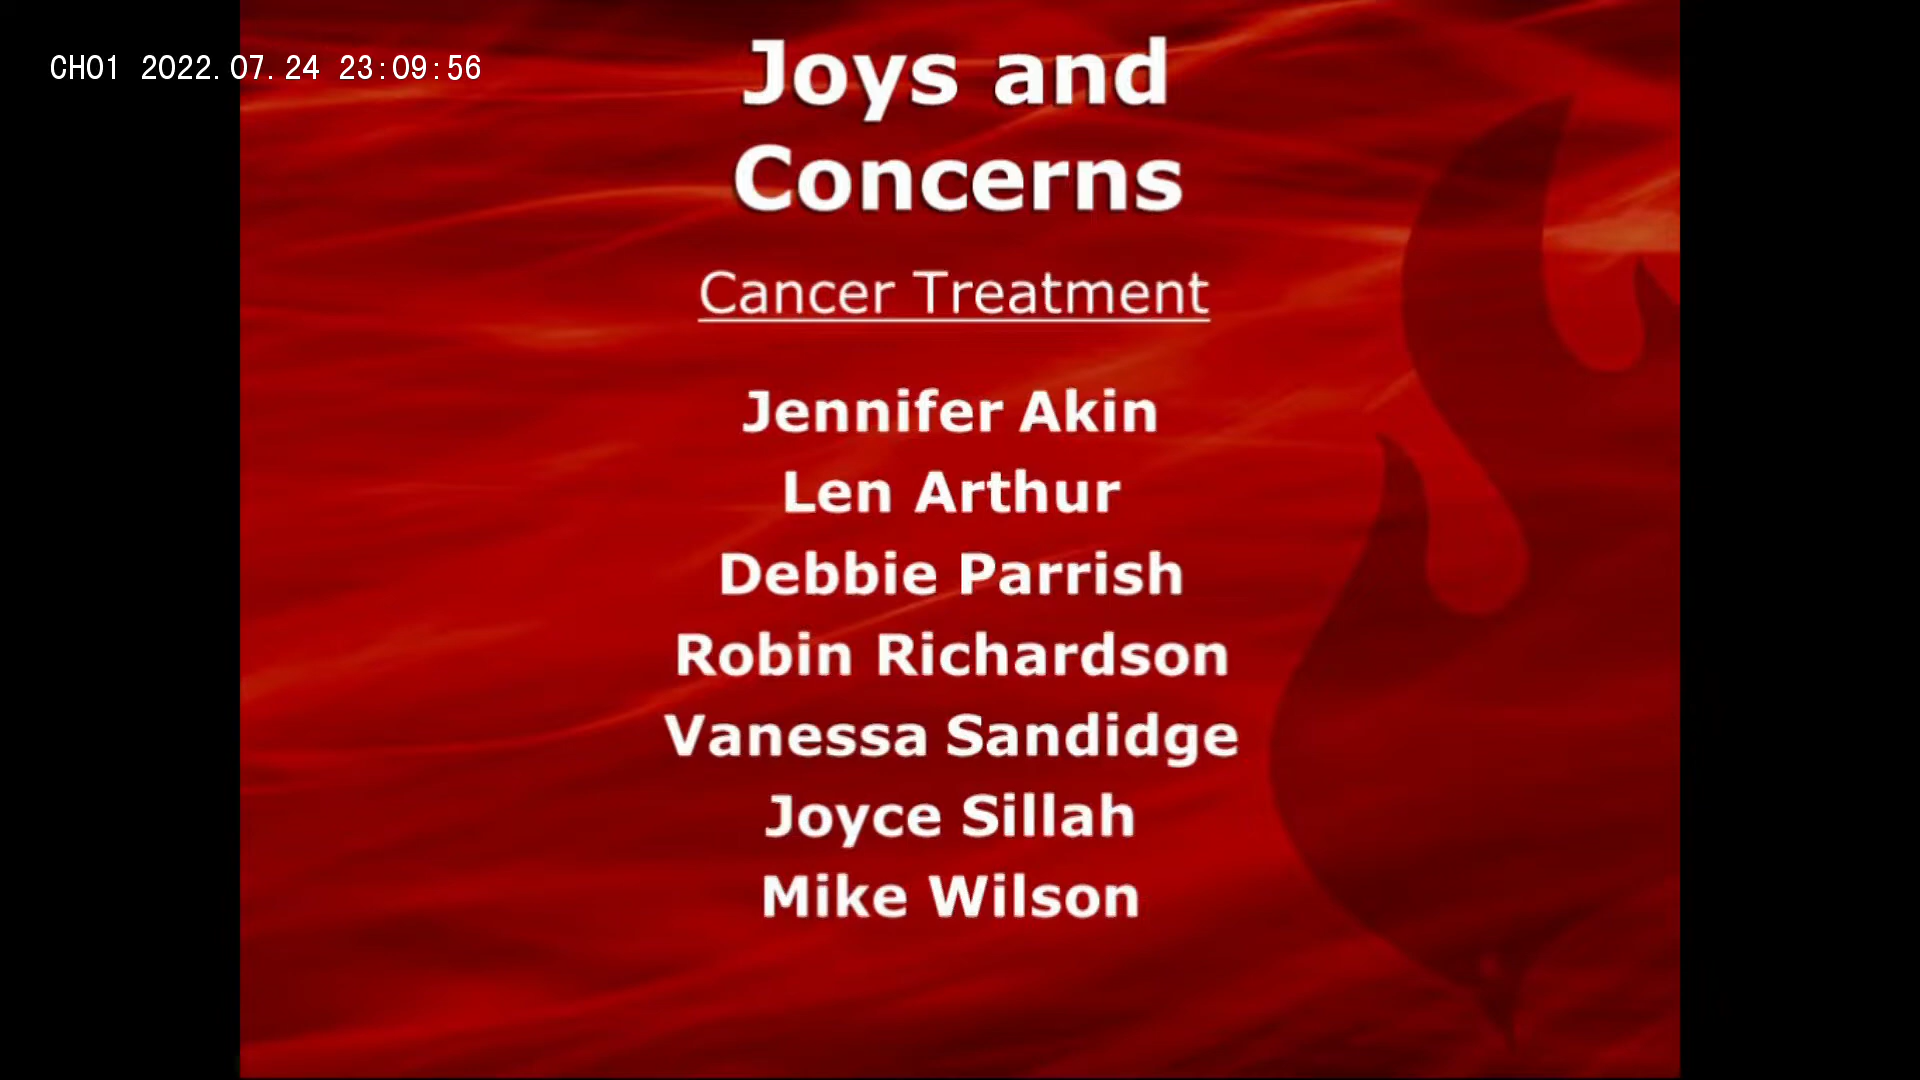 CH01 2022.07.24 23:09:56
Joys and
Concerns
Cancer Treatment
Jennifer Akin
Len Arthur
Debbie Parrish
Robin Richardson
Vanessa Sandidge
Joyce Sillah
Mike Wilson